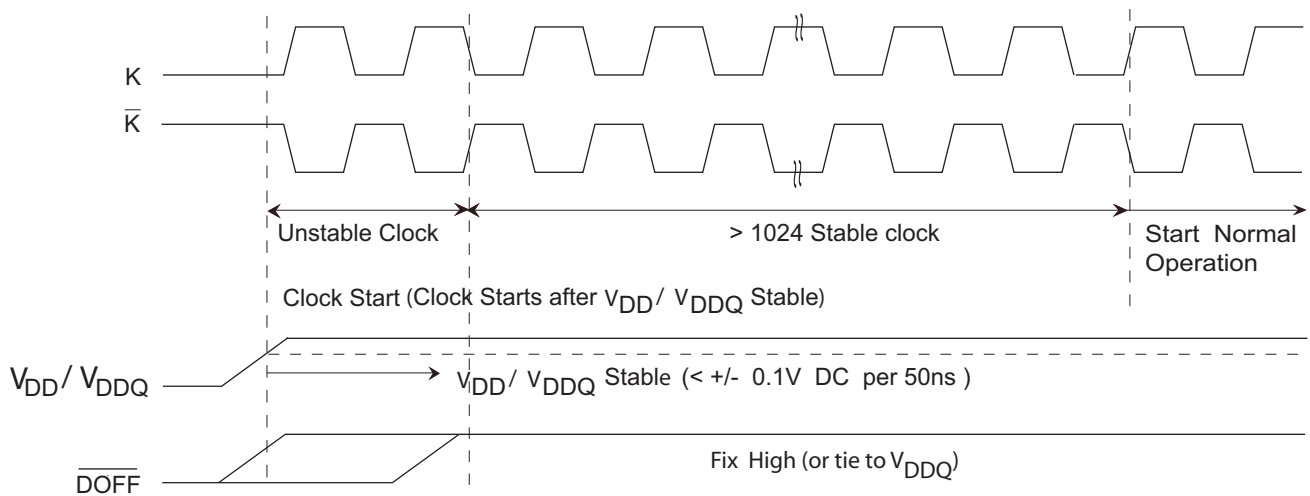 K
K̅
Unstable Clock
> 1024 Stable clock
Start Normal
Operation
Clock Start (Clock Starts after VDD / VDDQ Stable)
VDD / VDDQ
VDD / VDDQ Stable (< +/- 0.1V DC per 50ns )
Fix High (or tie to VDDQ)
D̅O̅F̅F̅